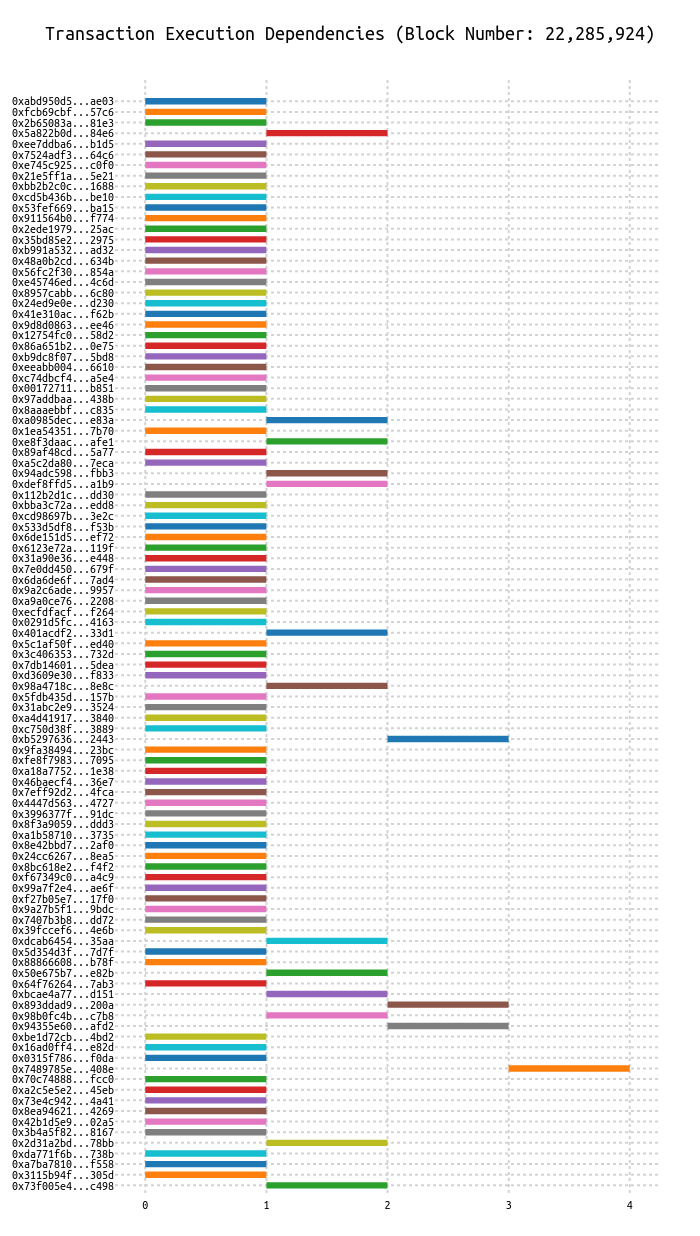 Transaction Execution Dependencies (Block Number: 22,285,924)
0xabd950d5...ae03
0xfcb69cbf...57c6
0x2b65083a...81e3
0x5a822b0d...84e6
0xee7ddba6...b1d5
0x7524adf3...64c6
0xe745c925...c0f0
0x21e5ff1a...5e21
0xbb2b2c0c...1688
0xcd5b436b...be10
0x53fef669...ba15
0x911564b0...f774
0x2ede1979...25ac
0x35bd85e2...2975
0xb991a532...ad32
0x48a0b2cd...634b
0x56fc2f30...854a
0xe45746ed...4c6d
0x8957cabb...6c80
0x24ed9e0e...d230
0x41e310ac...f62b
0x9d8d0863...ee46
0x12754fc0...58d2
0x86a651b2...0e75
0xb9dc8f07...5bd8
0xeeabb004...6610
0xc74dbcf4...a5e4
0x00172711...b851
0x97addbaa...438b
0x8aaaebbf...c835
0xa0985dec...e83a
0x1ea54351...7b70
0xe8f3daac...afe1
0x89af48cd...5a77
0xa5c2da80...7eca
0x94adc598...fbb3
0xdef8ffd5...a1b9
0x112b2d1c...dd30
0xbba3c72a...edd8
0xcd98697b...3e2c
0x533d5df8...f53b
0x6de151d5...ef72
0x6123e72a...119f
0x31a90e36...e448
0x7e0dd450...679f
0x6da6de6f...7ad4
0x9a2c6ade...9957
0xa9a0ce76...2208
0xecfdfacf...f264
0x0291d5fc...4163
0x401acdf2...33d1
0x5c1af50f...ed40
0x3c406353...732d
0x7db14601...5dea
0xd3609e30...f833
0x98a4718c...8e8c
0x5fdb435d...157b
0x31abc2e9...3524
0xa4d41917...3840
0xc750d38f...3889
0xb5297636...2443
0x9fa38494...23bc
0xfe8f7983...7095
0xa18a7752...1e38
0x46baecf4...36e7
0x7eff92d2...4fca
0x4447d563...4727
0x3996377f...91dc
0x8f3a9059...ddd3
0xa1b58710...3735
0x8e42bbd7...2af0
0x24cc6267...8ea5
0x8bc618e2...f4f2
0xf67349c0...a4c9
0x99a7f2e4...ae6f
0xf27b05e7...17f0
0x9a27b5f1...9bdc
0x7407b3b8...dd72
0x39fccef6...4e6b
0xdcab6454...35aa
0x5d354d3f...7d7f
0x88866608...b78f
0x50e675b7...e82b
0x64f76264...7ab3
0xbcae4a77...d151
0x893ddad9...200a
0x98b0fc4b...c7b8
0x94355e60...afd2
0xbe1d72cb...4bd2
0x16ad0ff4...e82d
0x0315f786...f0da
0x7489785e...408e
0x70c74888...fcc0
0xa2c5e5e2...45eb
0x73e4c942...4a41
0x8ea94621...4269
0x42b1d5e9...02a5
0x3b4a5f82...8167
0x2d31a2bd...78bb
0xda771f6b...738b
0xa7ba7810...f558
0x3115b94f...305d
0x73f005e4...c498
0 1 2 3 4